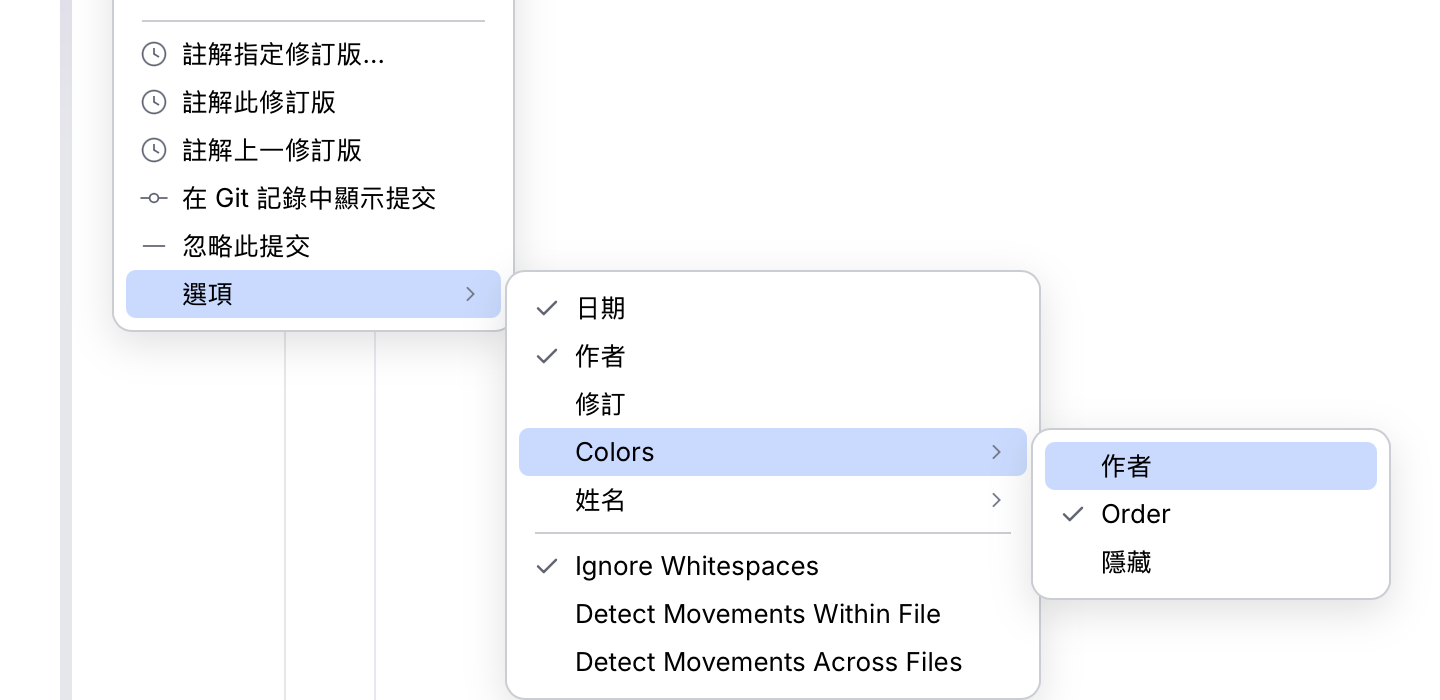 註解指定修訂版...
註解此修訂版
註解上一修訂版
在 Git 記錄中顯示提交
忽略此提交
選項
日期
作者
修訂
Colors
姓名
Ignore Whitespaces
Detect Movements Within File
Detect Movements Across Files
作者
Order
隱藏